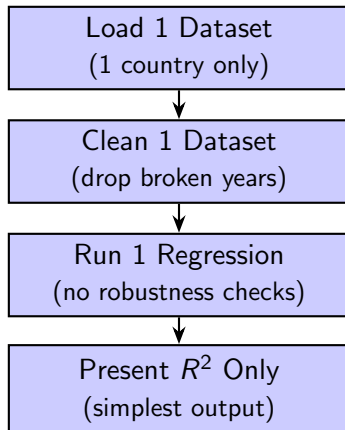 Load 1 Dataset
(1 country only)
Clean 1 Dataset
(drop broken years)
Run 1 Regression
(no robustness checks)
Present R² Only
(simplest output)